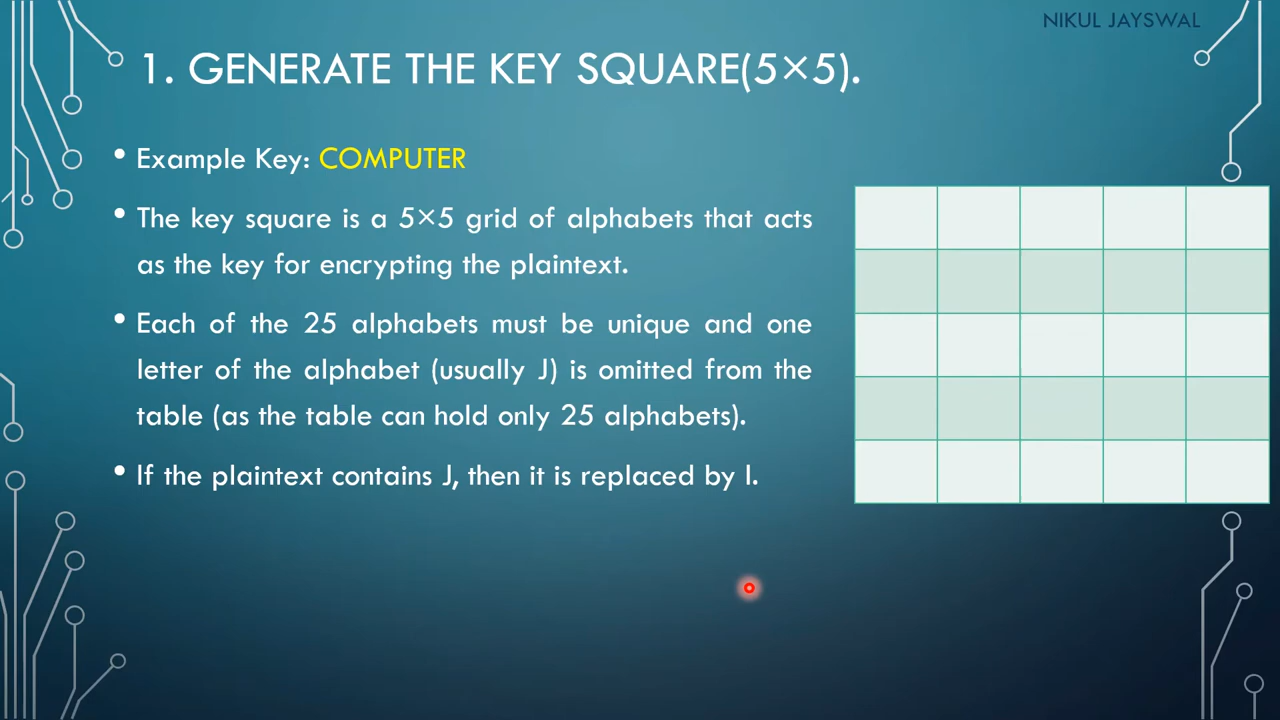 NIKUL JAYSWAL
1. GENERATE THE KEY SQUARE(5×5).
• Example Key: COMPUTER
• The key square is a 5×5 grid of alphabets that acts
as the key for encrypting the plaintext.
• Each of the 25 alphabets must be unique and one
letter of the alphabet (usually J) is omitted from the
table (as the table can hold only 25 alphabets).
• If the plaintext contains J, then it is replaced by I.